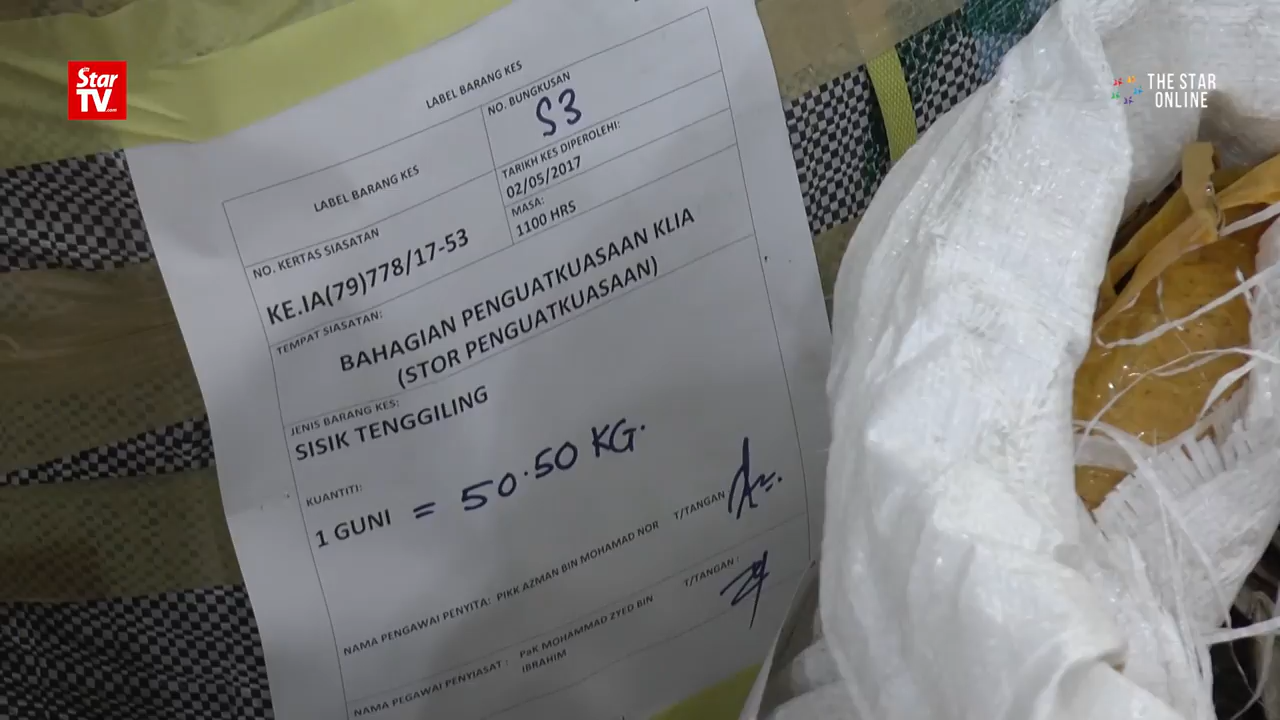 Star
TV.com
THE STAR
ONLINE
LABEL BARANG KES
LABEL BARANG KES
NO. BUNGKUSAN
S3
TARIKH KES DIPEROLEHI:
02/05/2017
NO. KERTAS SIASATAN
KE.IA(79)778/17-53
MASA:
1100 HRS
TEMPAT SIASATAN:
BAHAGIAN PENGUATKUASAAN KLIA
(STOR PENGUATKUASAAN)
JENIS BARANG KES:
SISIK TENGGILING
KUANTITI:
1 GUNI = 50.50 KG.
NAMA PENGAWAI PENYITA: PIKK AZMAN BIN MOHAMAD NOR T/TANGAN
NAMA PEGAWAI PENYIASAT : PaK MOHAMMAD ZYED BIN IBRAHIM T/TANGAN :